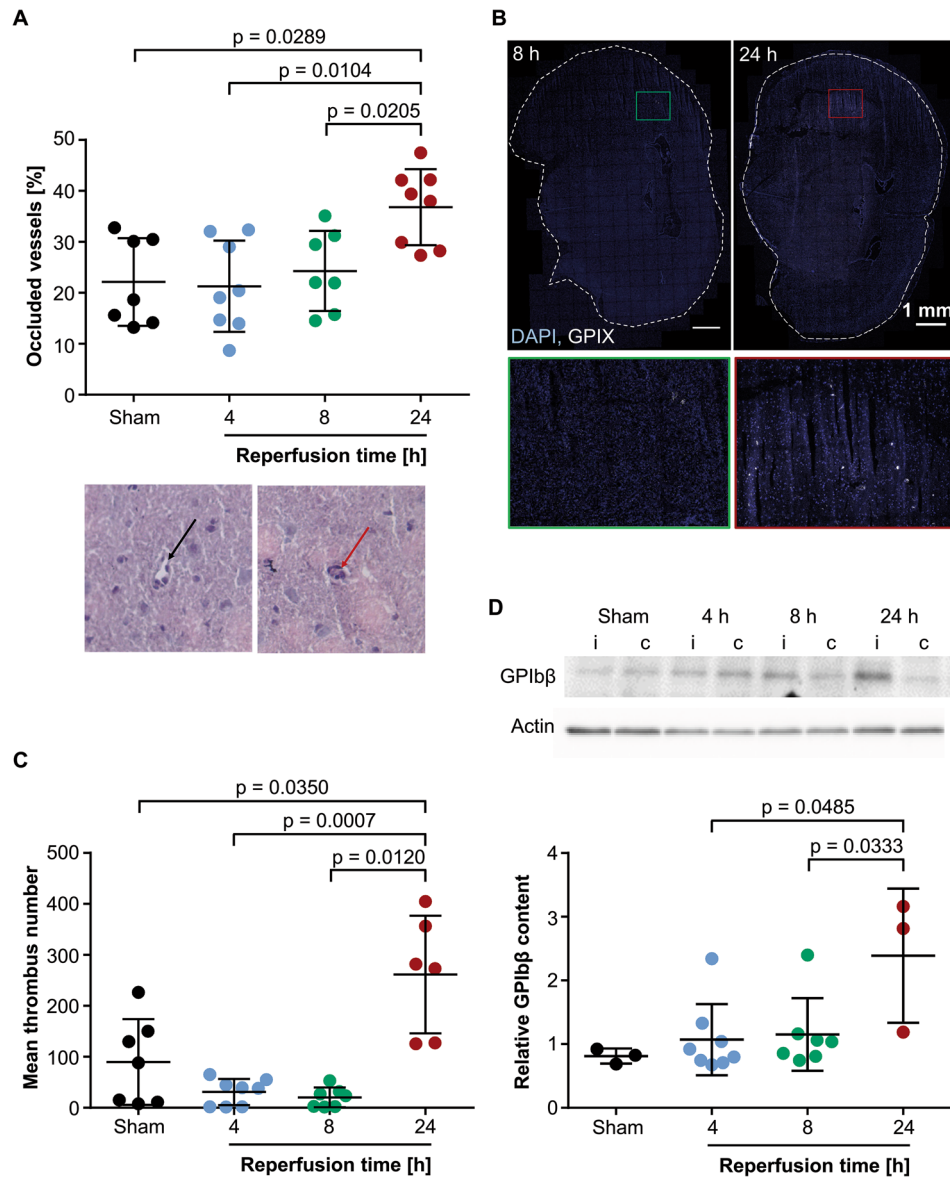 A
p = 0.0289
p = 0.0104
p = 0.0205
Occluded vessels [%]
50
40
30
20
10
0
Sham
4
8
24
Reperfusion time [h]
B
8 h
24 h
DAPI, GPIX
1 mm
C
p = 0.0350
p = 0.0007
p = 0.0120
Mean thrombus number
500
400
300
200
100
0
Sham
4
8
24
Reperfusion time [h]
D
Sham 4 h 8 h 24 h
i c i c i c i c
GPIbβ
Actin
p = 0.0485
p = 0.0333
Relative GPIbβ content
4
3
2
1
0
Sham
4
8
24
Reperfusion time [h]